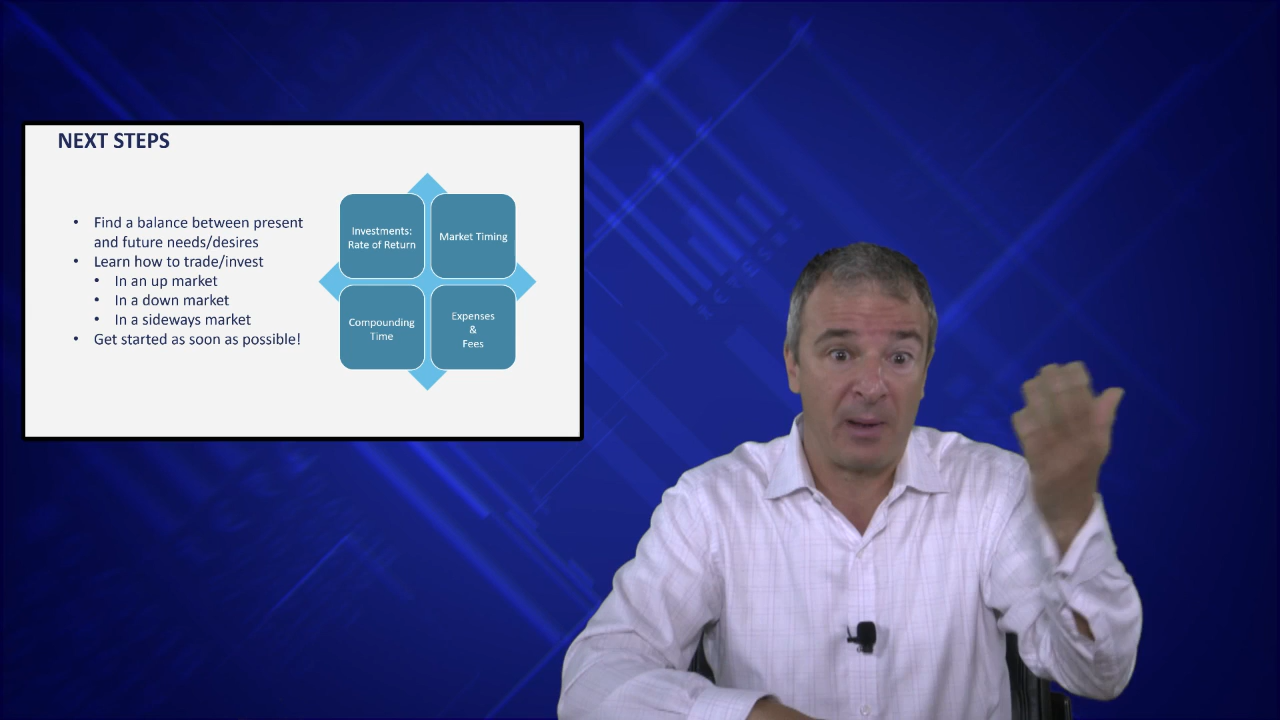 NEXT STEPS
• Find a balance between present
and future needs/desires
• Learn how to trade/invest
• In an up market
• In a down market
• In a sideways market
• Get started as soon as possible!
Investments:
Rate of Return
Market Timing
Compounding
Time
Expenses
&
Fees